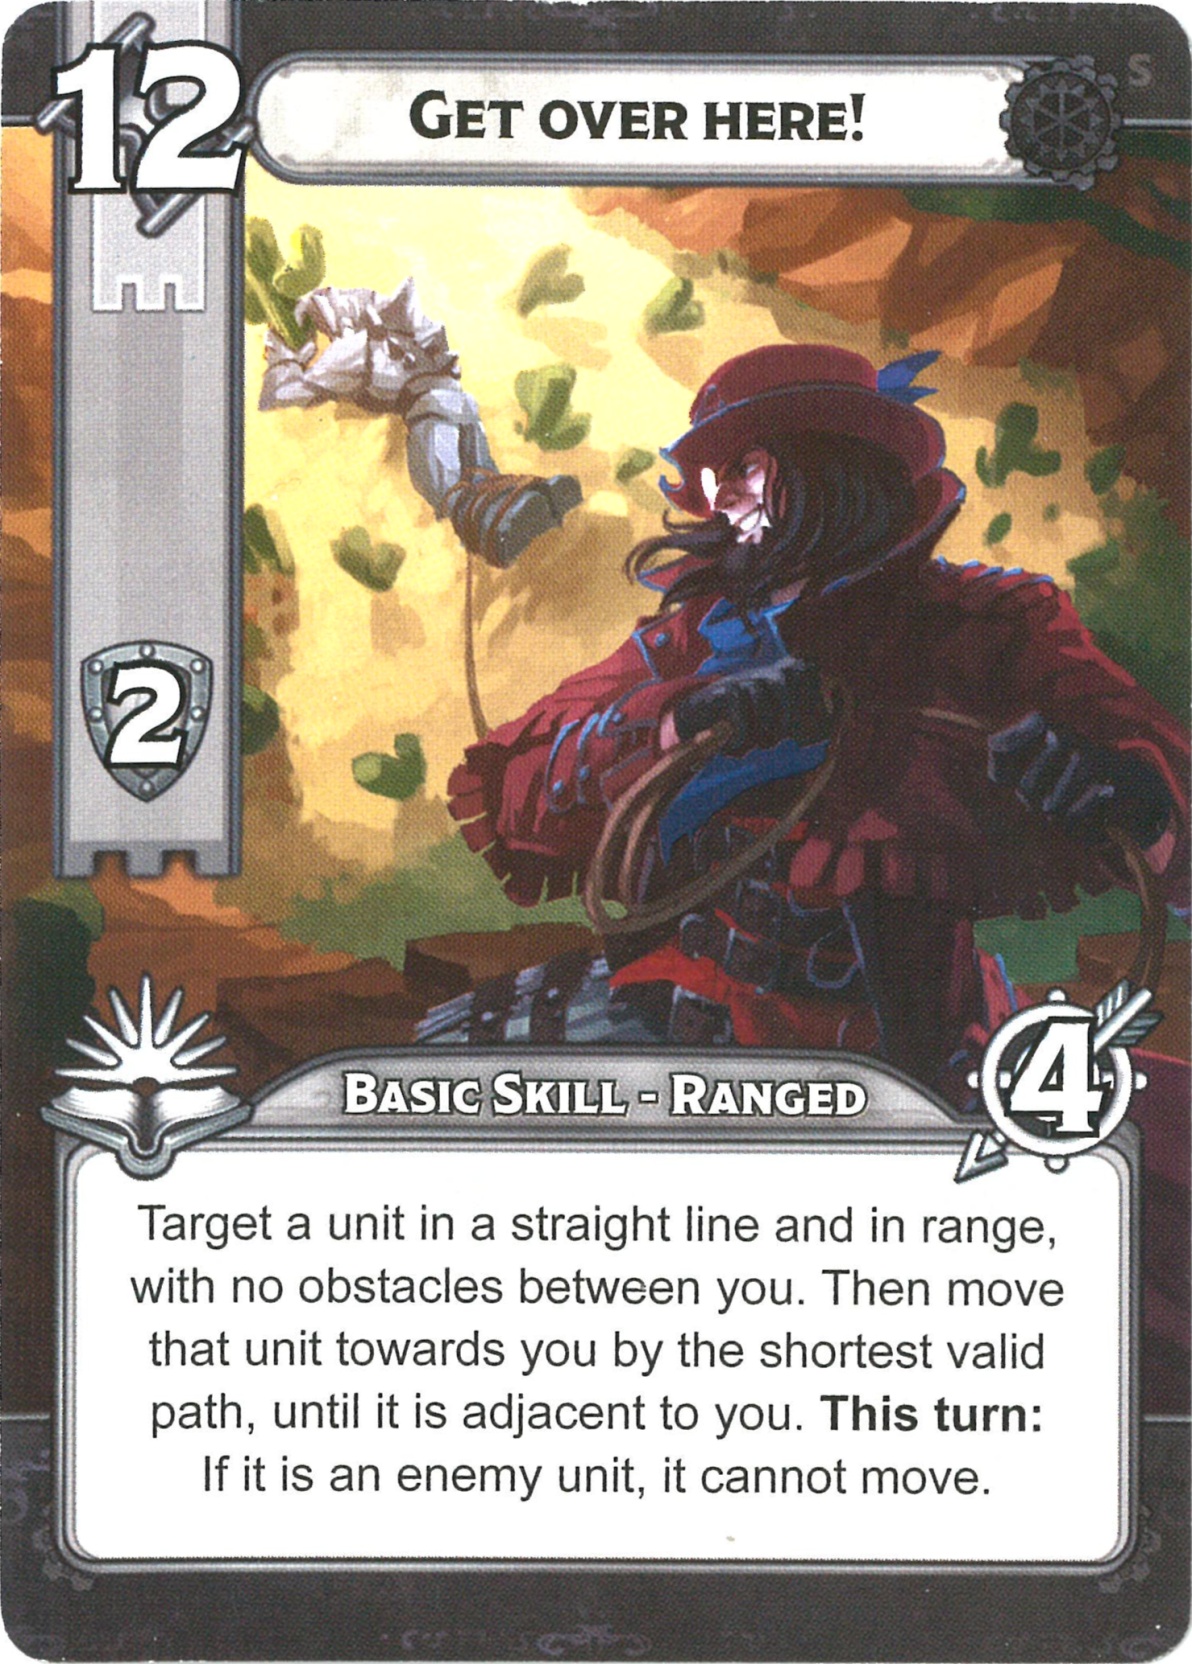 12
GET OVER HERE!
S
2
BASIC SKILL - RANGED
4
Target a unit in a straight line and in range,
with no obstacles between you. Then move
that unit towards you by the shortest valid
path, until it is adjacent to you. This turn:
If it is an enemy unit, it cannot move.